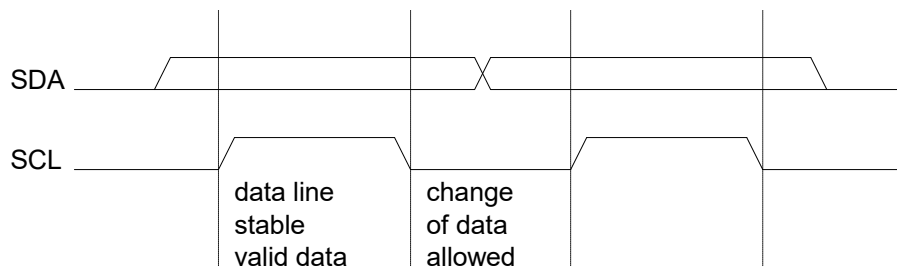 SDA
SCL
data line
stable
valid data
change
of data
allowed